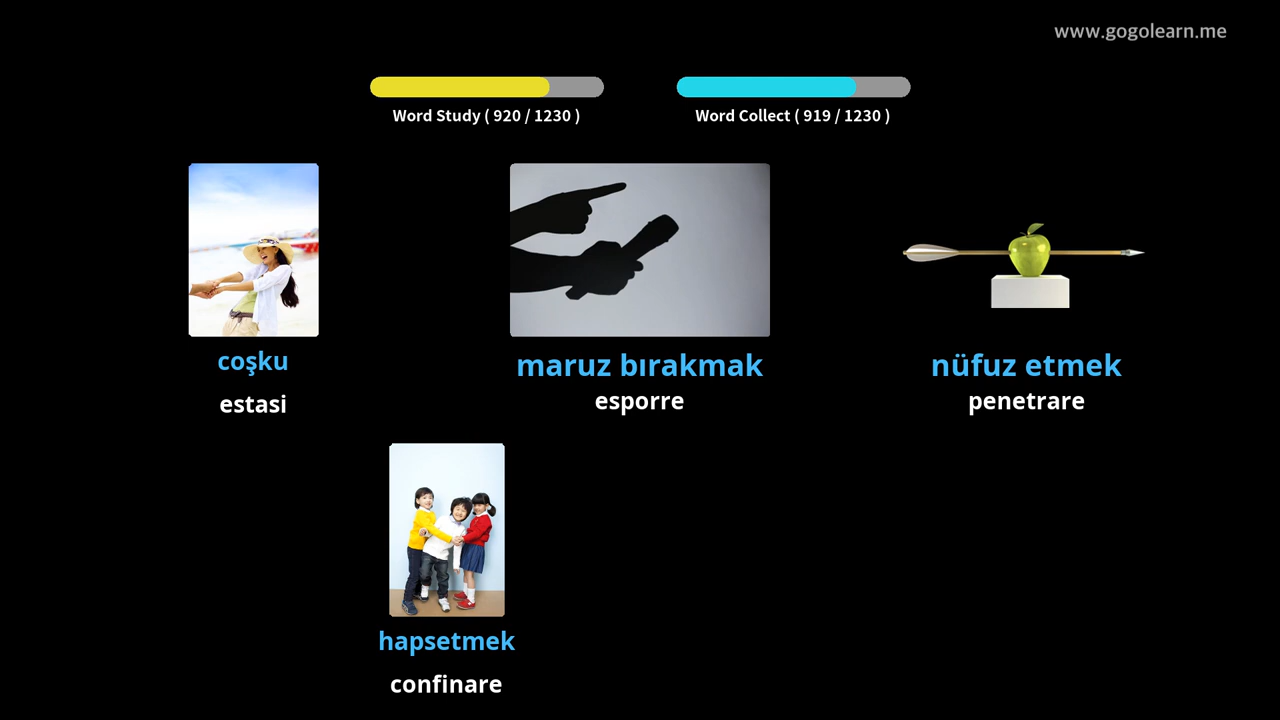 www.gogolearn.me
Word Study ( 920 / 1230 )
Word Collect ( 919 / 1230 )
coşku
estasi
maruz bırakmak
esporre
nüfuz etmek
penetrare
hapsetmek
confinare